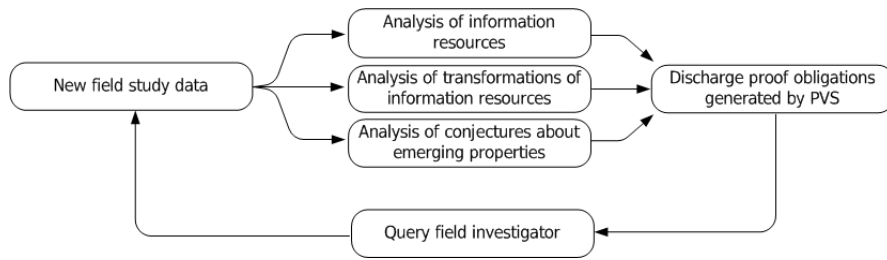 Analysis of information
resources
New field study data
Analysis of transformations of
information resources
Discharge proof obligations
generated by PVS
Analysis of conjectures about
emerging properties
Query field investigator